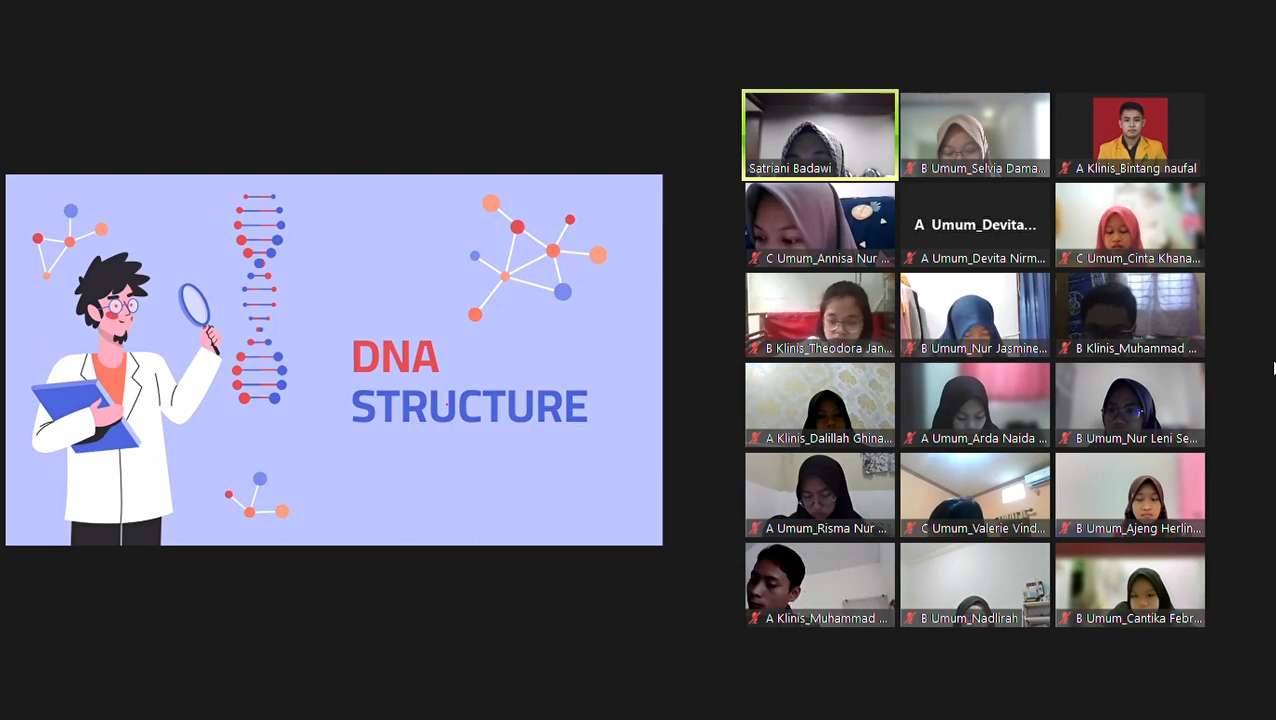 DNA
STRUCTURE
Satriani Badawi
B Umum_Selvia Dama...
A Klinis_Bintang naufal
C Umum_Annisa Nur ...
A Umum_Devita...
A Umum_Devita Nirm...
C Umum_Cinta Khana...
B Klinis_Theodora Jan...
B Umum_Nur Jasmine...
B Klinis_Muhammad ...
A Klinis_Dalillah Ghina...
A Umum_Arda Naida ...
B Umum_Nur Leni Se...
A Umum_Risma Nur ...
C Umum_Valerie Vind...
B Umum_Ajeng Herlin...
A Klinis_Muhammad ...
B Umum_Nadlirah
B Umum_Cantika Febr...